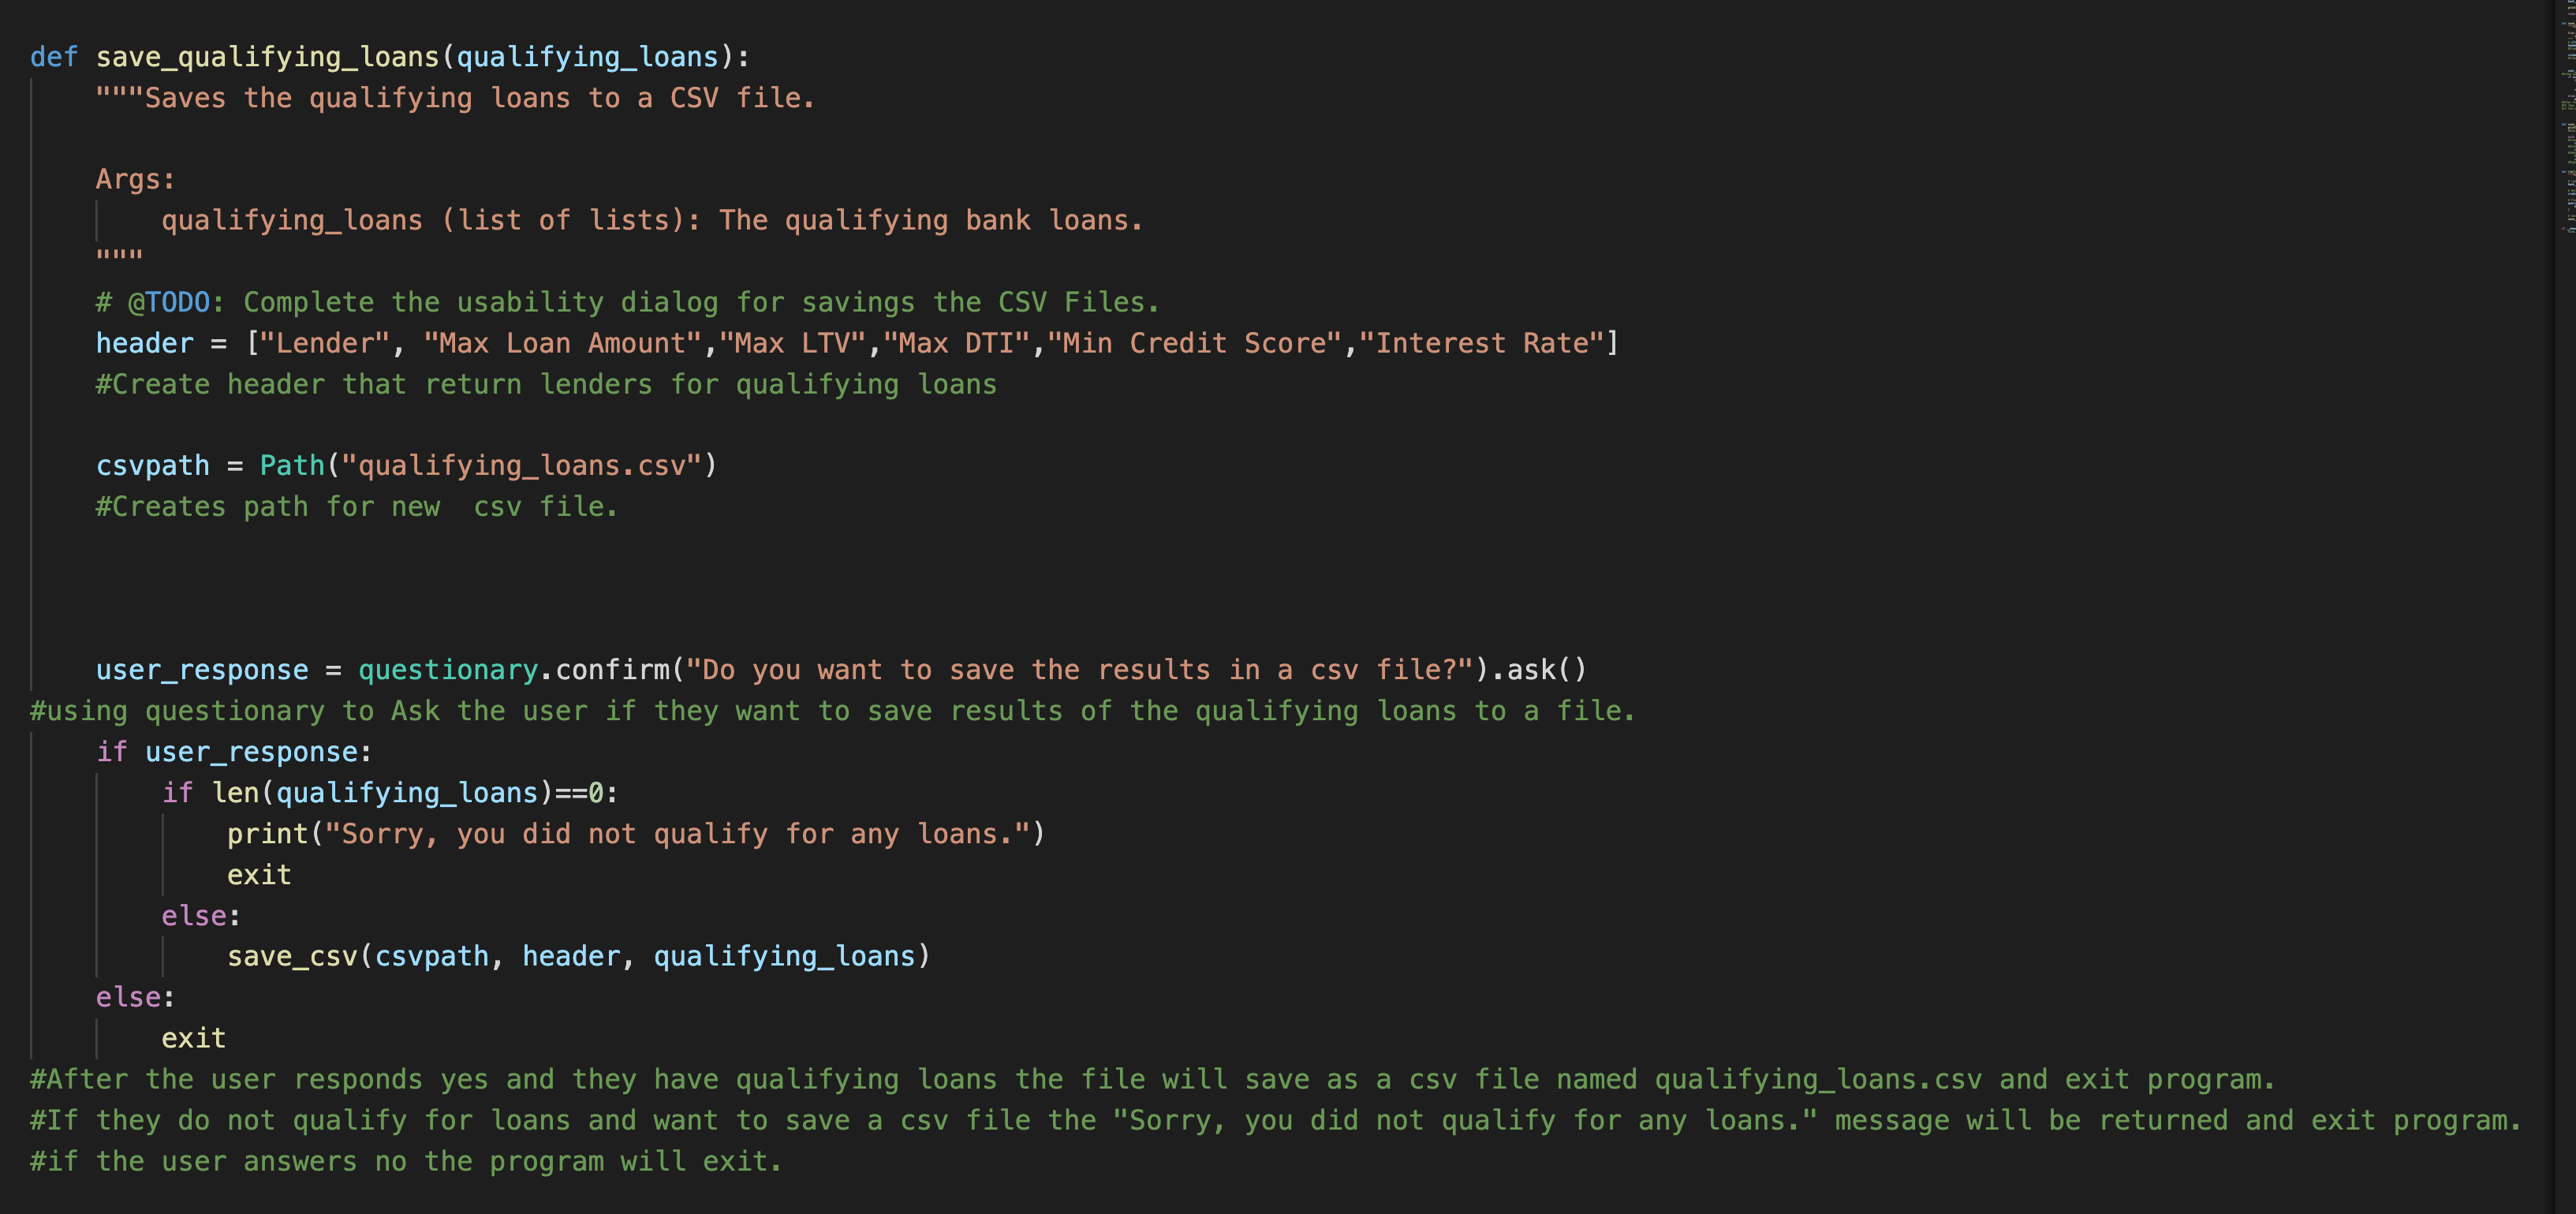 def save_qualifying_loans(qualifying_loans):
    """Saves the qualifying loans to a CSV file.

    Args:
        qualifying_loans (list of lists): The qualifying bank loans.
    """
    # @TODO: Complete the usability dialog for savings the CSV Files.
    header = ["Lender", "Max Loan Amount","Max LTV","Max DTI","Min Credit Score","Interest Rate"]
    #Create header that return lenders for qualifying loans

    csvpath = Path("qualifying_loans.csv")
    #Creates path for new  csv file.

    user_response = questionary.confirm("Do you want to save the results in a csv file?").ask()
#using questionary to Ask the user if they want to save results of the qualifying loans to a file.
    if user_response:
        if len(qualifying_loans)==0:
            print("Sorry, you did not qualify for any loans.")
            exit
        else:
            save_csv(csvpath, header, qualifying_loans)
    else:
        exit
#After the user responds yes and they have qualifying loans the file will save as a csv file named qualifying_loans.csv and exit program.
#If they do not qualify for loans and want to save a csv file the "Sorry, you did not qualify for any loans." message will be returned and exit program.
#if the user answers no the program will exit.